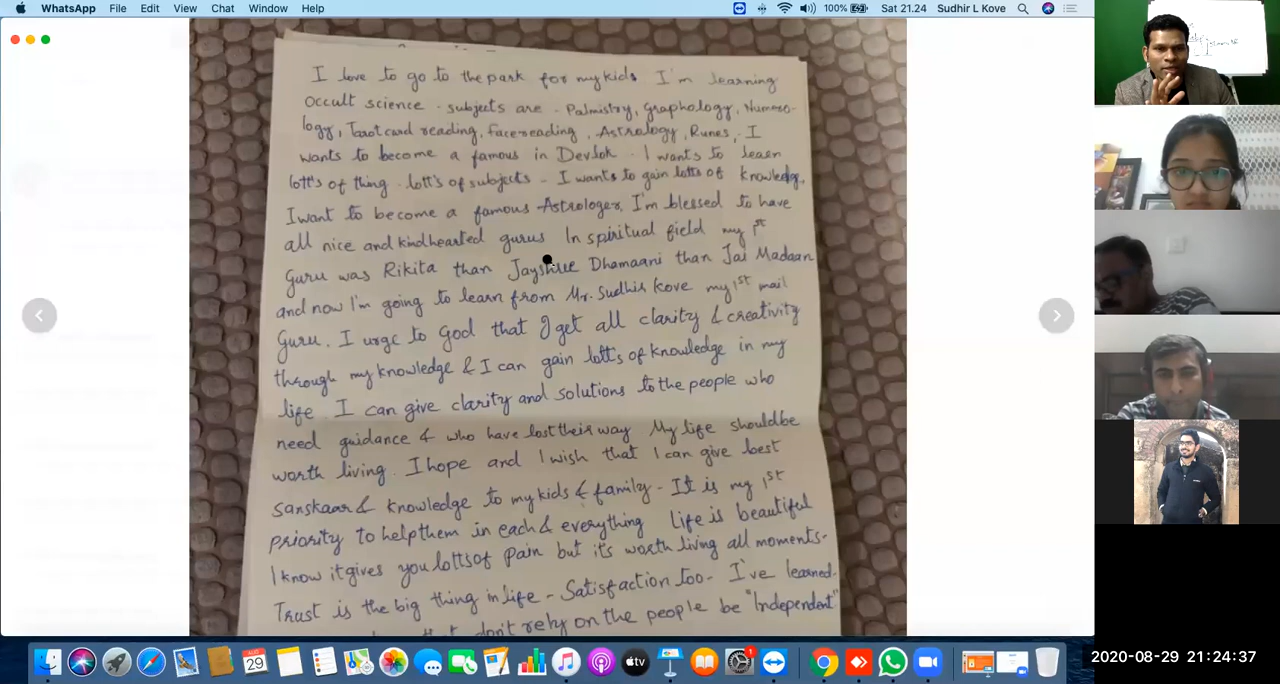 WhatsApp File Edit View Chat Window Help 100% Sat 21.24 Sudhir L Kove
I love to go to the park for my kids. I'm learning
occult science - subjects are - Palmistry, Graphology, Numero-
logy, Tarot card reading, face reading, Astrology, Runes, - I
wants to become a famous in Devlok. I wants to learn
lott's of thing - lott's of subjects - I wants to gain lotts of knowledge,
I want to become a famous Astrologer. I'm blessed to have
all nice and kindhearted gurus In spiritual field my 1st
Guru was Rikita than Jayshree Dhamaani than Jai Madaan
and now I'm going to learn from Mr. Sudhir Kove my 1st mail
Guru. I urge to God that I get all clarity & creativity
through my knowledge & I can gain lotts of knowledge in my
life. I can give clarity and solutions to the people who
need guidance & who have lost their way My life should be
worth living. I hope and I wish that I can give best
Sanskaar & knowledge to my kids & family - It is my 1st
priority to help them in each & everything Life is beautiful
I know it gives you lotts of pain but it's worth living all moments -
Trust is the big thing in life - Satisfaction too - I've learned
don't rely on the people be "Independent"
AUG
29
tv
1
2020-08-29 21:24:37